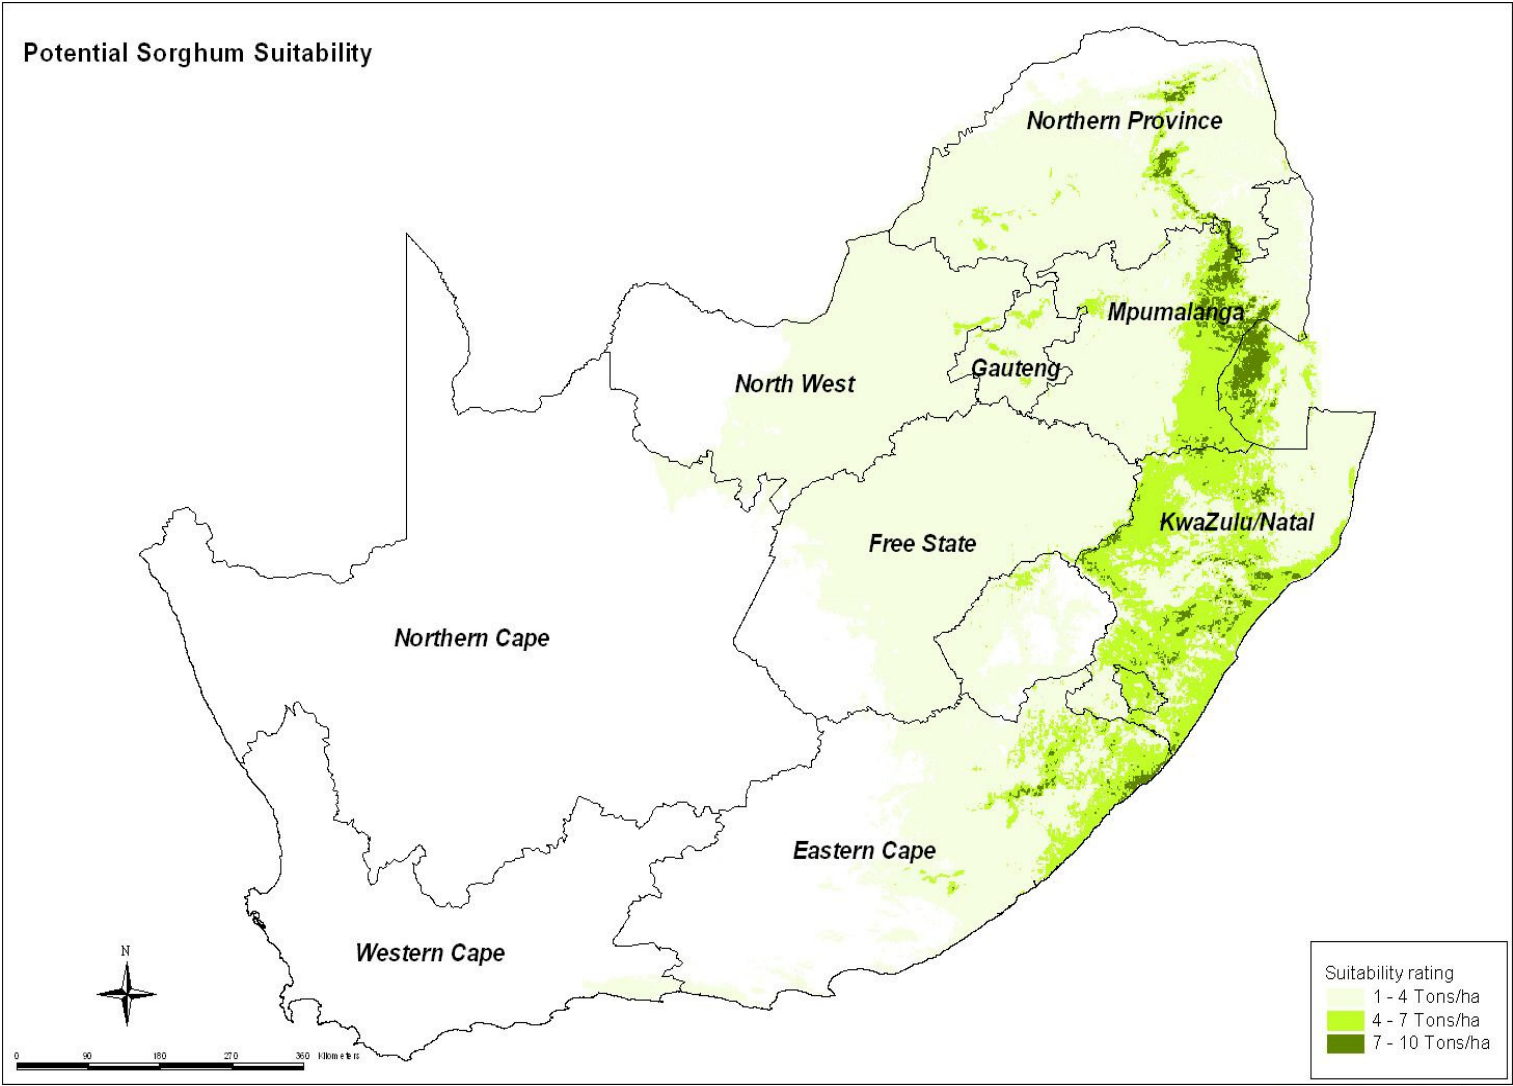 Potential Sorghum Suitability
Northern Province
Mpumalanga
Gauteng
North West
KwaZulu/Natal
Free State
Northern Cape
Eastern Cape
Western Cape
N
0 90 180 270 360 Kilometers
Suitability rating
1 - 4 Tons/ha
4 - 7 Tons/ha
7 - 10 Tons/ha